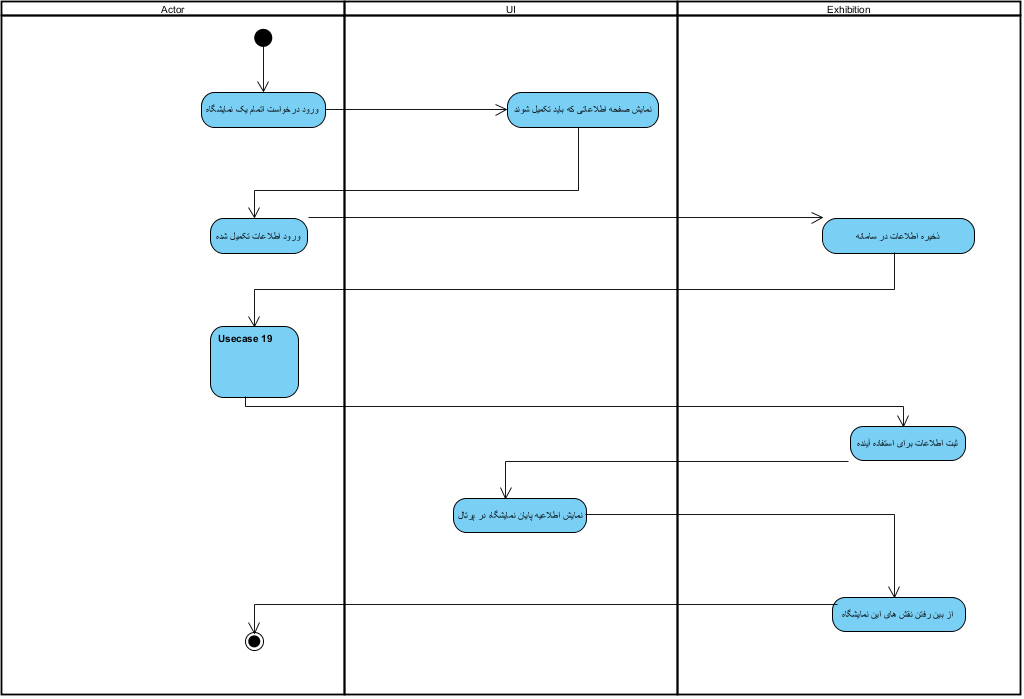 Actor
UI
Exhibition
ورود درخواست اتمام یک نمایشگاه
نمایش صفحه اطلاعاتی که باید تکمیل شوند
ورود اطلاعات تکمیل شده
ذخیره اطلاعات در سامانه
Usecase 19
ثبت اطلاعات برای استفاده آینده
نمایش اطلاعیه پایان نمایشگاه در پرتال
از بین رفتن نقش های این نمایشگاه